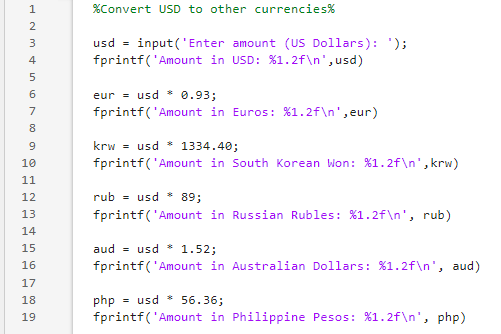 1 %Convert USD to other currencies%
2
3 usd = input('Enter amount (US Dollars): ');
4 fprintf('Amount in USD: %1.2f\n',usd)
5
6 eur = usd * 0.93;
7 fprintf('Amount in Euros: %1.2f\n',eur)
8
9 krw = usd * 1334.40;
10 fprintf('Amount in South Korean Won: %1.2f\n',krw)
11
12 rub = usd * 89;
13 fprintf('Amount in Russian Rubles: %1.2f\n', rub)
14
15 aud = usd * 1.52;
16 fprintf('Amount in Australian Dollars: %1.2f\n', aud)
17
18 php = usd * 56.36;
19 fprintf('Amount in Philippine Pesos: %1.2f\n', php)